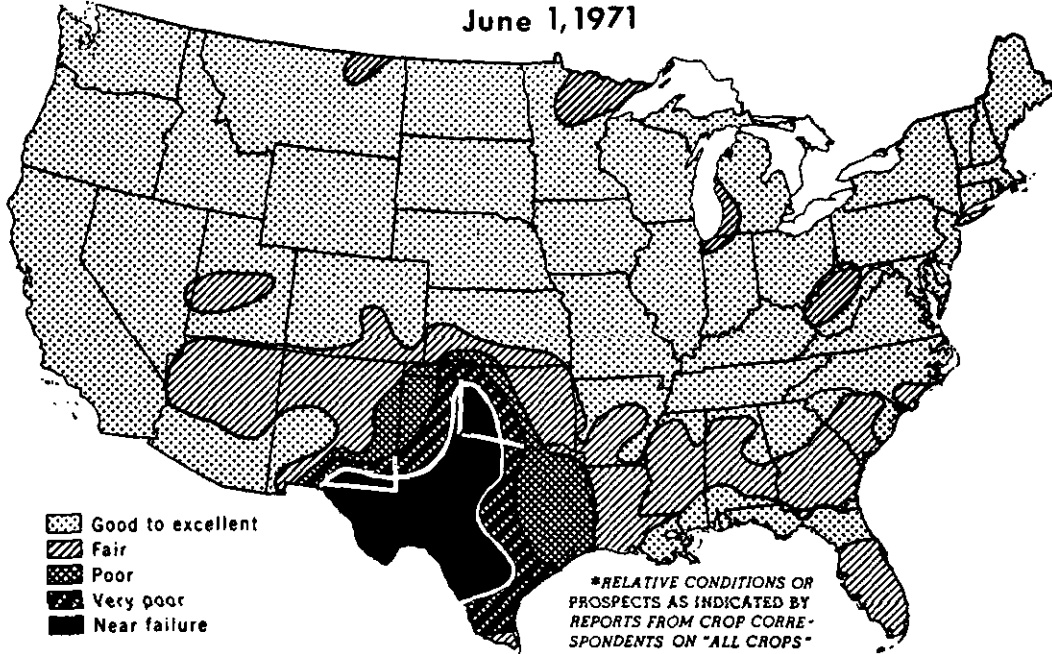 June 1, 1971
Good to excellent
Fair
Poor
Very poor
Near failure
*RELATIVE CONDITIONS OR
PROSPECTS AS INDICATED BY
REPORTS FROM CROP CORRE-
SPONDENTS ON "ALL CROPS"